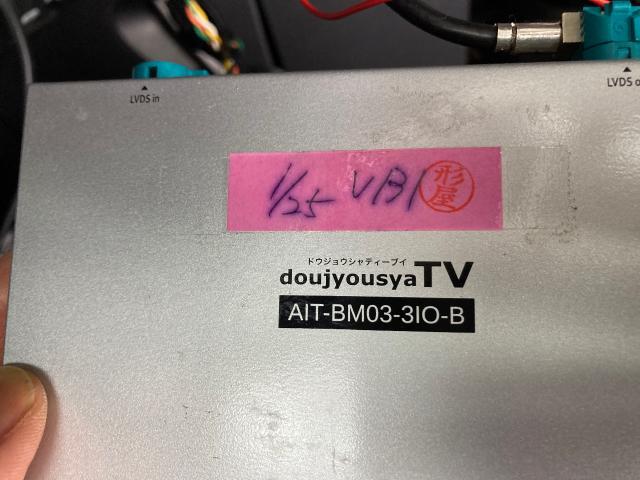 LVDS in
LVDS o
1/25 VB1
形屋
ドウジョウシャティーブイ
doujyousyaTV
AIT-BM03-3IO-B